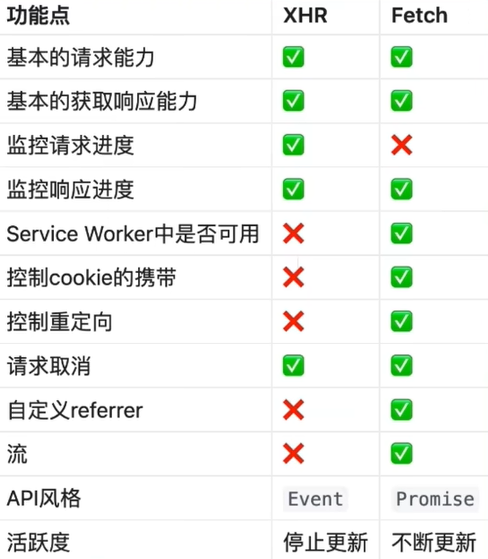 功能点 XHR Fetch
基本的请求能力 ✅ ✅
基本的获取响应能力 ✅ ✅
监控请求进度 ✅ ❌
监控响应进度 ✅ ✅
Service Worker中是否可用 ❌ ✅
控制cookie的携带 ❌ ✅
控制重定向 ❌ ✅
请求取消 ✅ ✅
自定义referrer ❌ ✅
流 ❌ ✅
API风格 Event Promise
活跃度 停止更新 不断更新